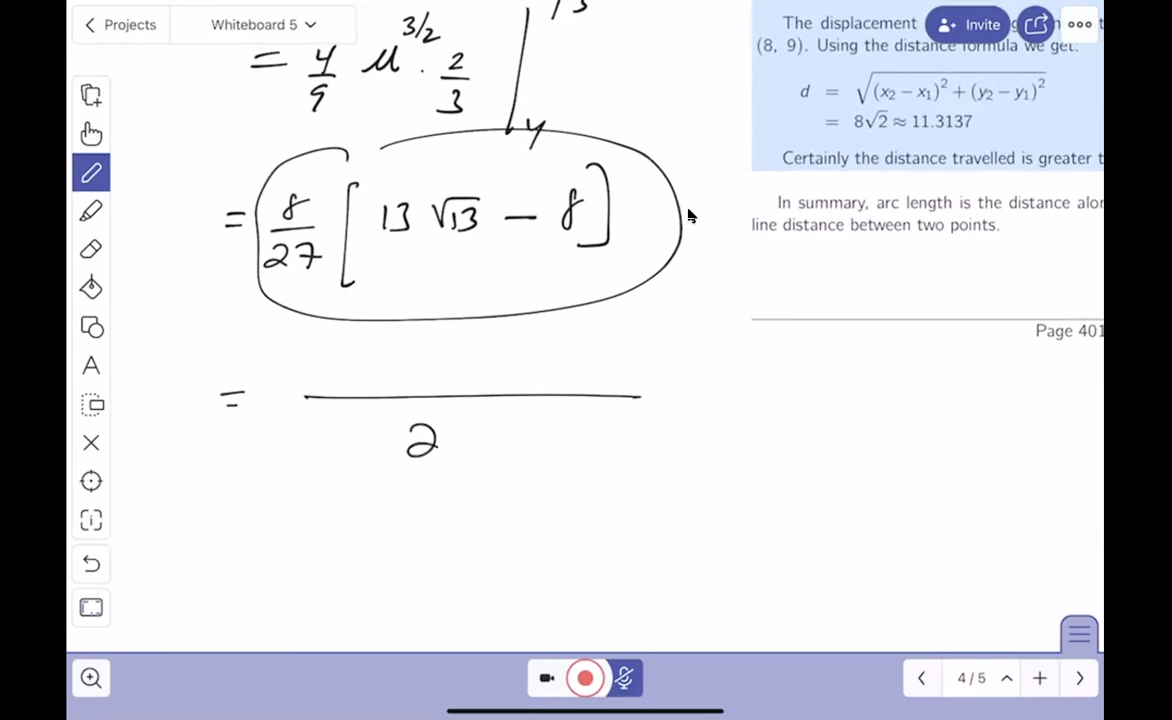 Projects
Whiteboard 5
= 4/9 u^3/2 · 2/3 | 4
= 8/27 [ 13 √13 − 8 ]
=
2
The displacement
Invite
(8, 9). Using the distance formula we get:
d = √(x₂ − x₁)² + (y₂ − y₁)²
= 8√2 ≈ 11.3137
Certainly the distance travelled is greater t
In summary, arc length is the distance alor
line distance between two points.
Page 401
A
4/5